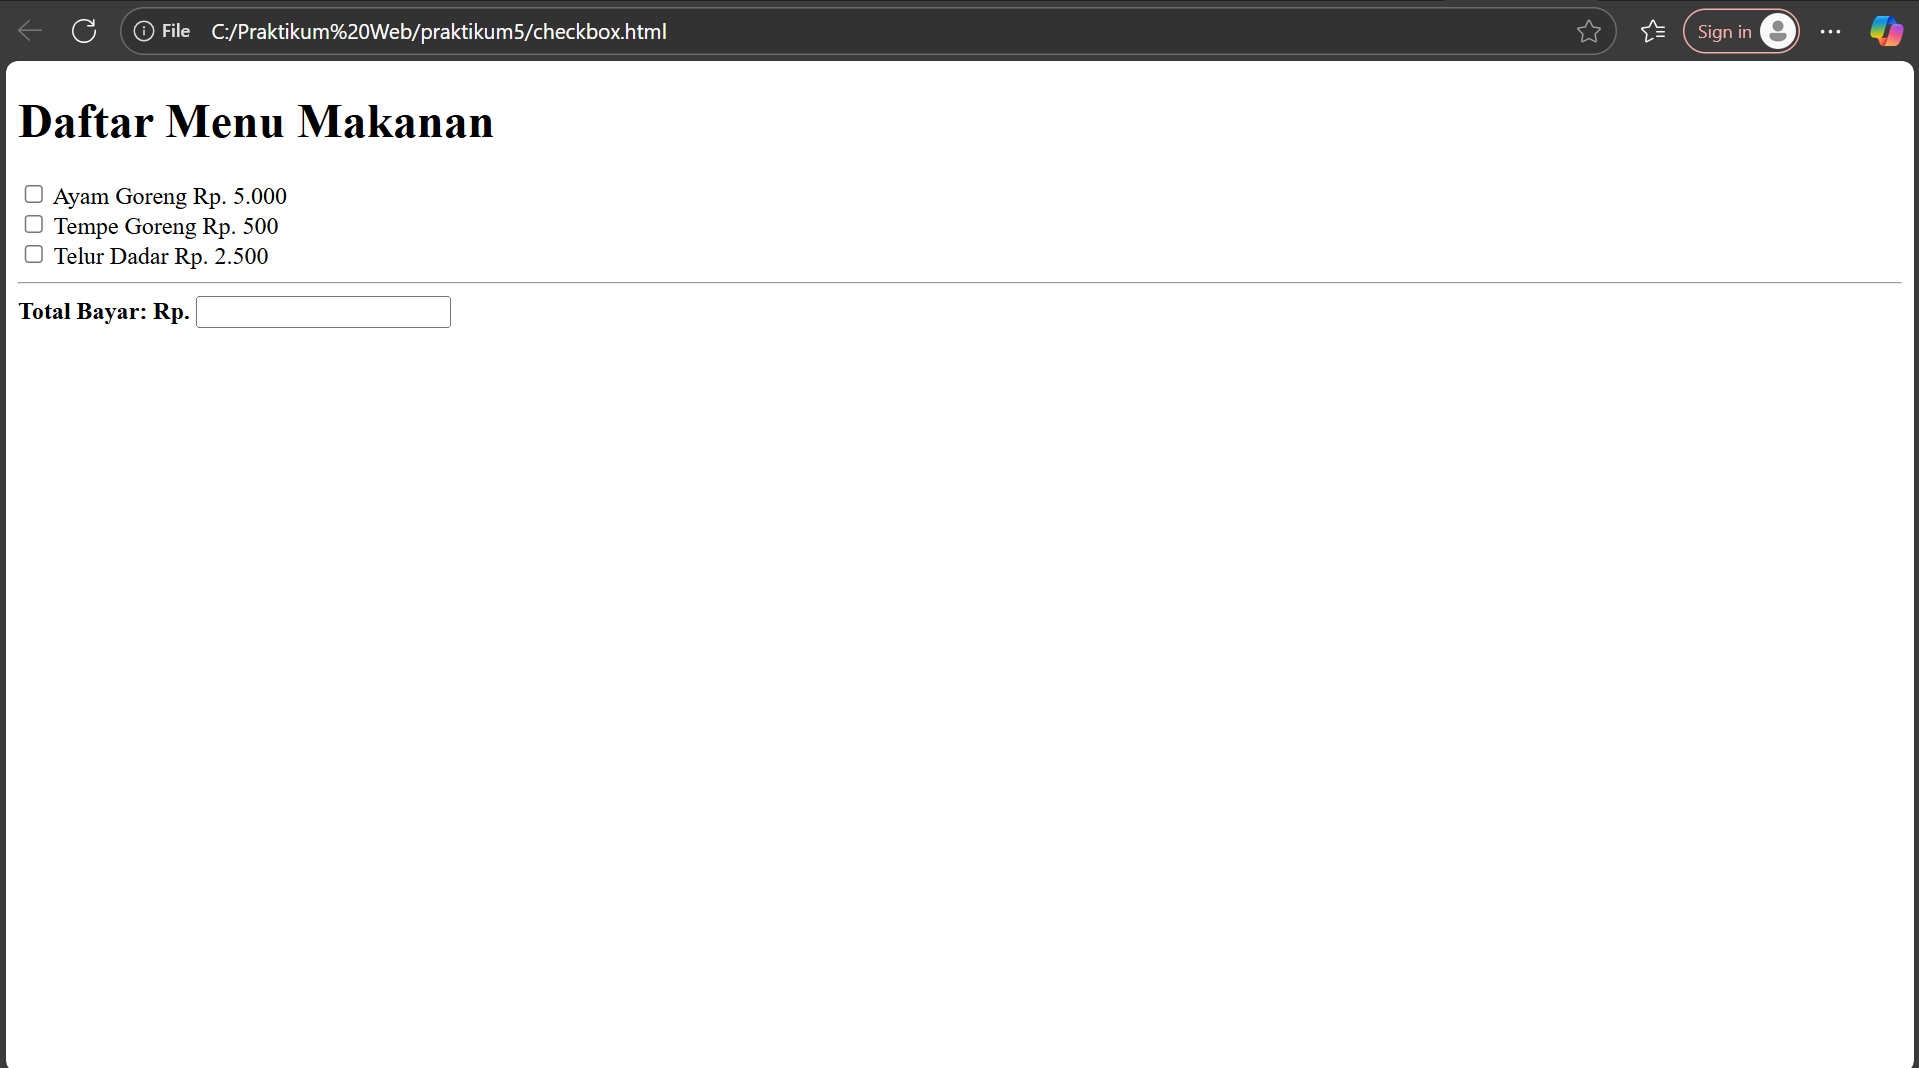 File C:/Praktikum%20Web/praktikum5/checkbox.html Sign in
Daftar Menu Makanan
Ayam Goreng Rp. 5.000
Tempe Goreng Rp. 500
Telur Dadar Rp. 2.500
Total Bayar: Rp.